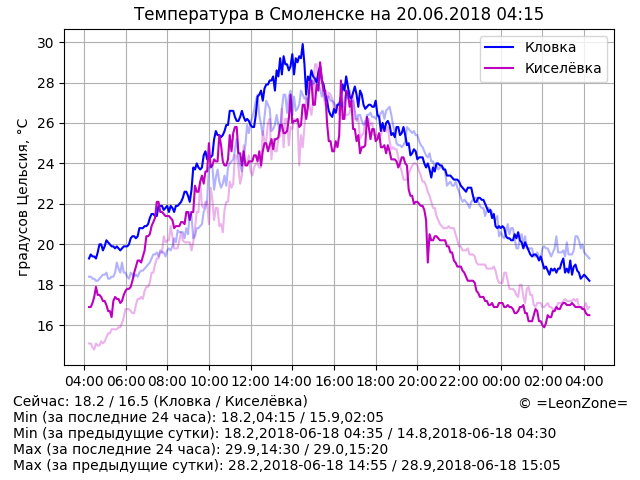 Температура в Смоленске на 20.06.2018 04:15
Кловка
Киселёвка
градусов Цельсия, °C
30
28
26
24
22
20
18
16
04:00 06:00 08:00 10:00 12:00 14:00 16:00 18:00 20:00 22:00 00:00 02:00 04:00
Сейчас: 18.2 / 16.5 (Кловка / Киселёвка)
© =LeonZone=
Min (за последние 24 часа): 18.2,04:15 / 15.9,02:05
Min (за предыдущие сутки): 18.2,2018-06-18 04:35 / 14.8,2018-06-18 04:30
Max (за последние 24 часа): 29.9,14:30 / 29.0,15:20
Max (за предыдущие сутки): 28.2,2018-06-18 14:55 / 28.9,2018-06-18 15:05